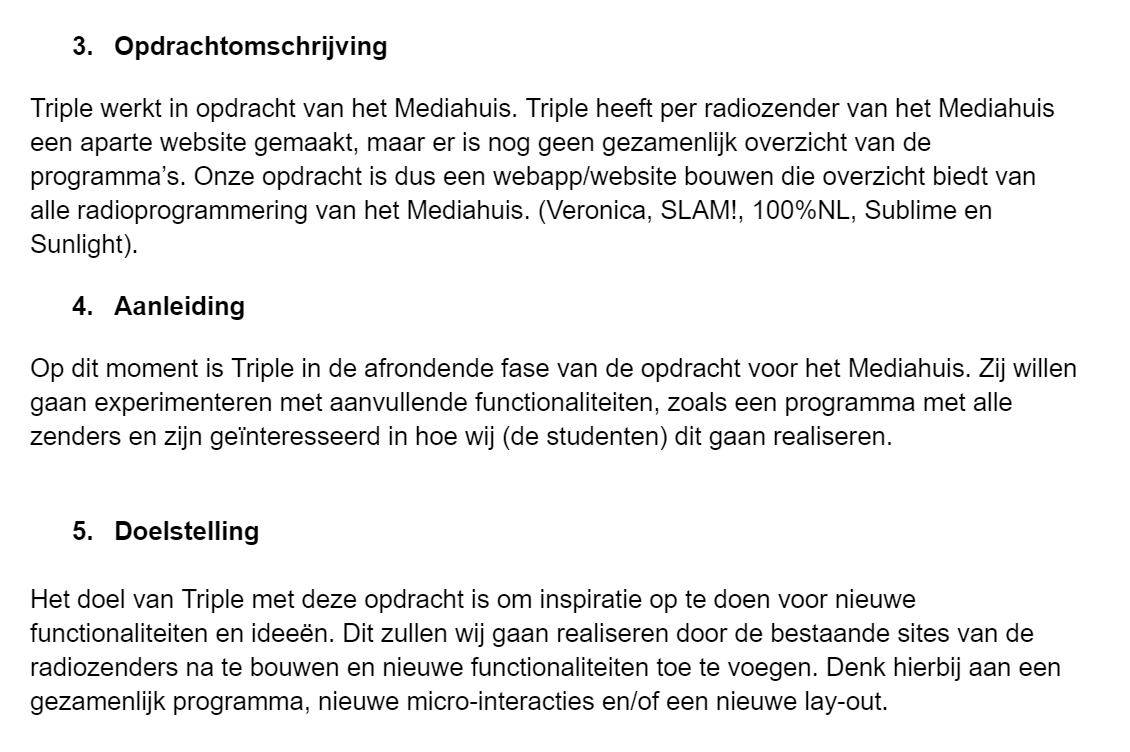 3. Opdrachtomschrijving
Triple werkt in opdracht van het Mediahuis. Triple heeft per radiozender van het Mediahuis
een aparte website gemaakt, maar er is nog geen gezamenlijk overzicht van de
programma’s. Onze opdracht is dus een webapp/website bouwen die overzicht biedt van
alle radioprogrammering van het Mediahuis. (Veronica, SLAM!, 100%NL, Sublime en
Sunlight).
4. Aanleiding
Op dit moment is Triple in de afrondende fase van de opdracht voor het Mediahuis. Zij willen
gaan experimenteren met aanvullende functionaliteiten, zoals een programma met alle
zenders en zijn geïnteresseerd in hoe wij (de studenten) dit gaan realiseren.
5. Doelstelling
Het doel van Triple met deze opdracht is om inspiratie op te doen voor nieuwe
functionaliteiten en ideeën. Dit zullen wij gaan realiseren door de bestaande sites van de
radiozenders na te bouwen en nieuwe functionaliteiten toe te voegen. Denk hierbij aan een
gezamenlijk programma, nieuwe micro-interacties en/of een nieuwe lay-out.